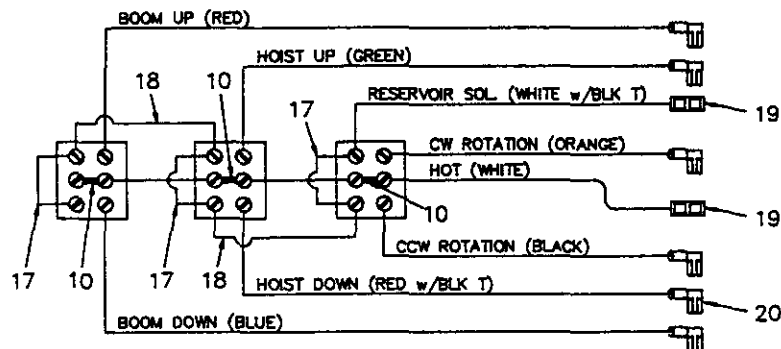 BOOM UP (RED)
HOIST UP (GREEN)
18
10
17
RESERVOIR SOL. (WHITE w/BLK T)
19
CW ROTATION (ORANGE)
HOT (WHITE)
10
19
17
10
17
18
CCW ROTATION (BLACK)
HOIST DOWN (RED w/BLK T)
20
BOOM DOWN (BLUE)